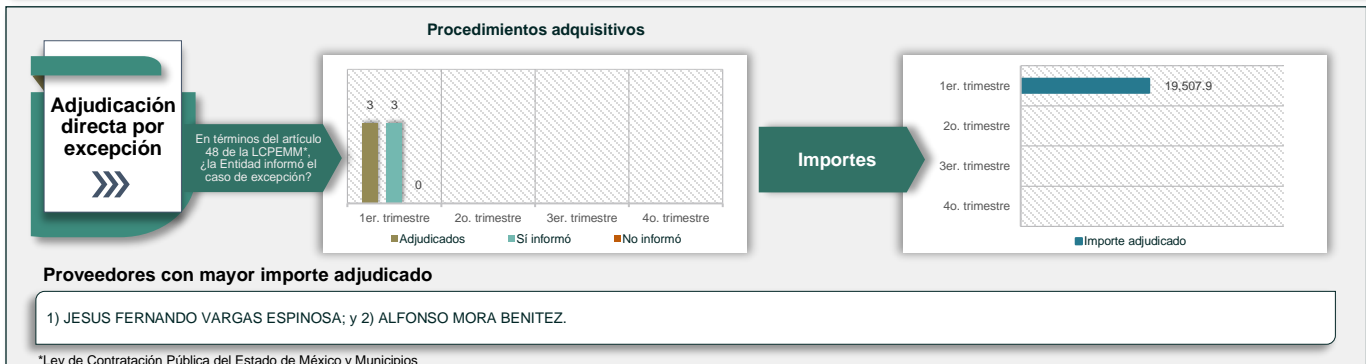 Procedimientos adquisitivos
Adjudicación
directa por
excepción
En términos del artículo
48 de la LCPEMM*,
¿la Entidad informó el
caso de excepción?
3 3
0
1er. trimestre 2o. trimestre 3er. trimestre 4o. trimestre
Adjudicados Sí informó No informó
Importes
1er. trimestre 19,507.9
2o. trimestre
3er. trimestre
4o. trimestre
Importe adjudicado
Proveedores con mayor importe adjudicado
1) JESUS FERNANDO VARGAS ESPINOSA; y 2) ALFONSO MORA BENITEZ.
*Ley de Contratación Pública del Estado de México y Municipios